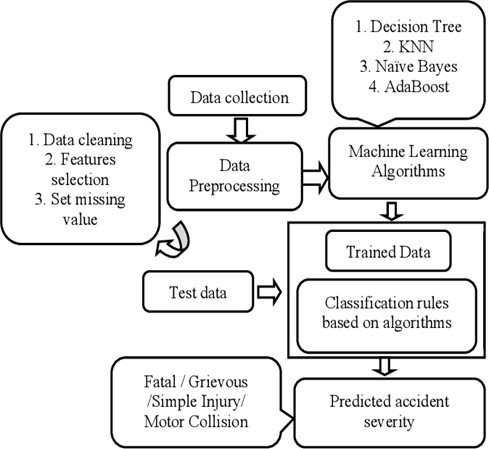 1. Decision Tree
2. KNN
3. Naïve Bayes
4. AdaBoost
Data collection
1. Data cleaning
2. Features
selection
3. Set missing
value
Data
Preprocessing
Machine Learning
Algorithms
Trained Data
Test data
Classification rules
based on algorithms
Fatal / Grievous
/Simple Injury/
Motor Collision
Predicted accident
severity